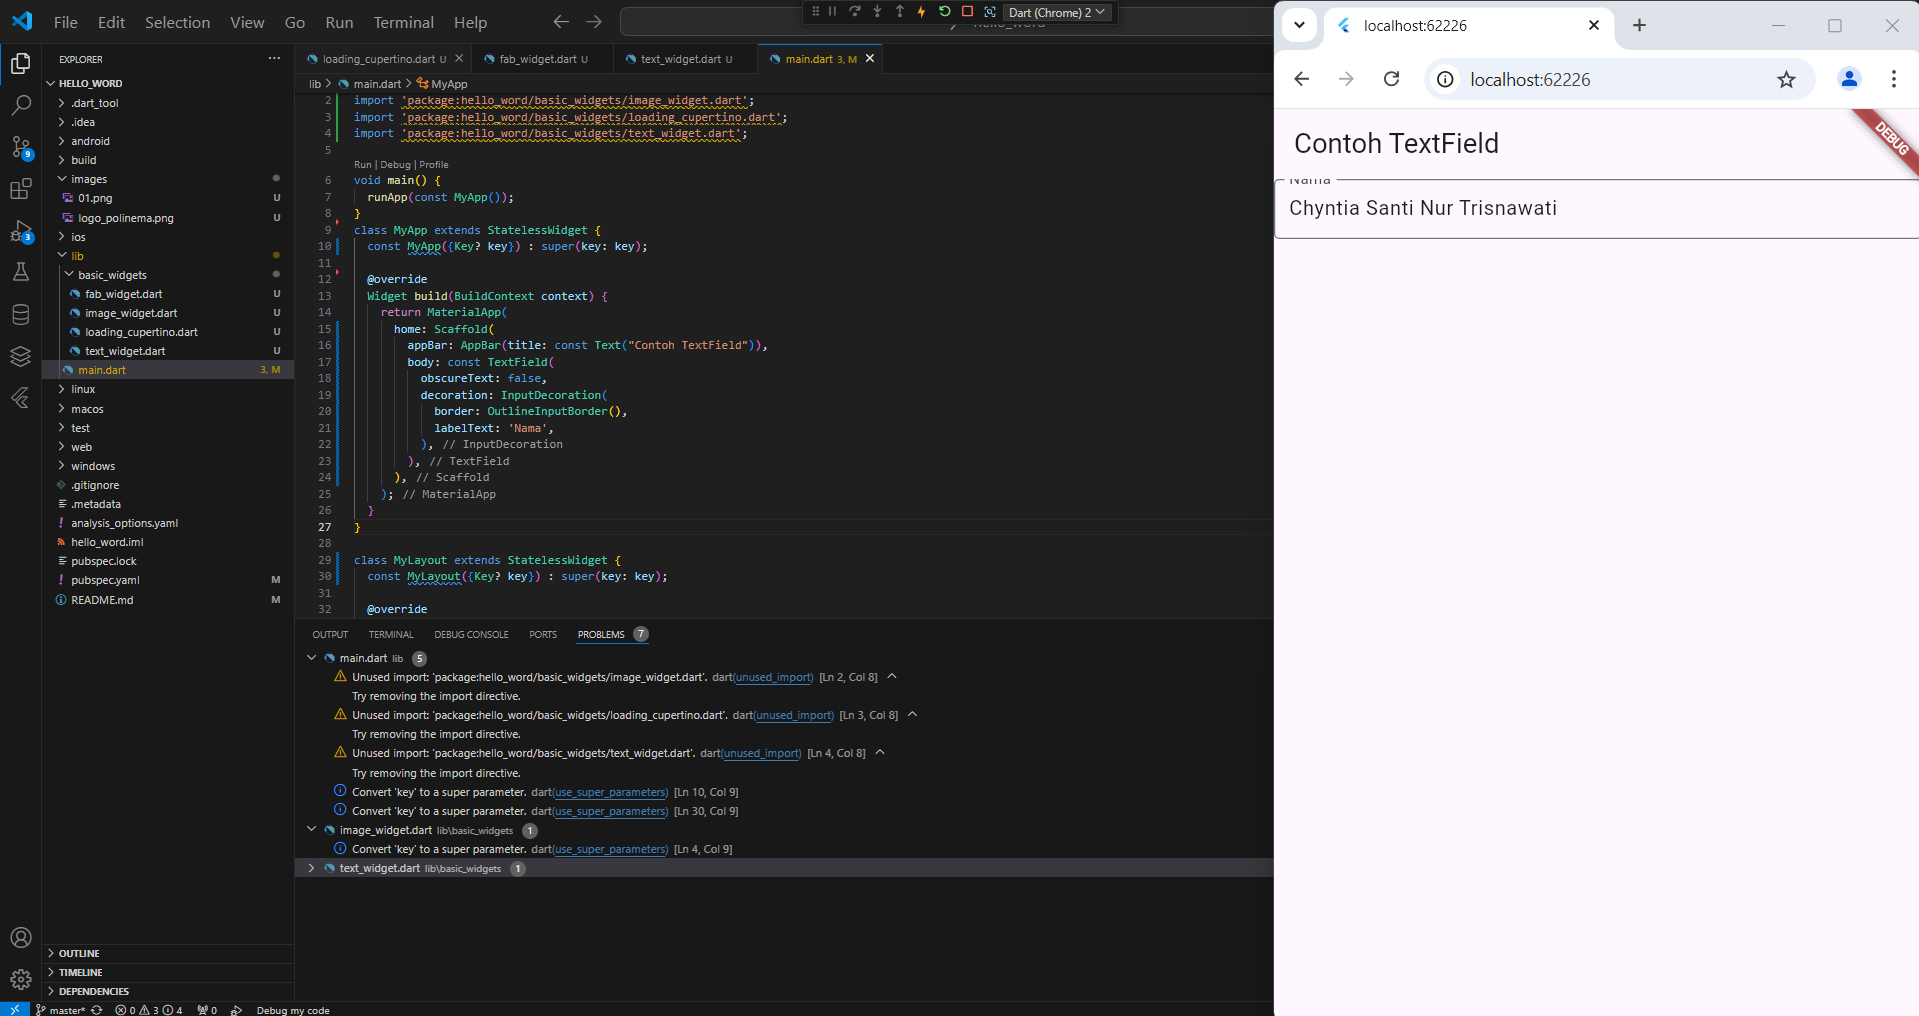 File Edit Selection View Go Run Terminal Help
Dart (Chrome) 2
EXPLORER
HELLO_WORD
.dart_tool
.idea
android
build
images
01.png U
logo_polinema.png U
ios
lib
basic_widgets
fab_widget.dart U
image_widget.dart U
loading_cupertino.dart U
text_widget.dart U
main.dart 3, M
linux
macos
test
web
windows
.gitignore
.metadata
analysis_options.yaml
hello_word.iml
pubspec.lock
pubspec.yaml M
README.md M
OUTLINE
TIMELINE
DEPENDENCIES
loading_cupertino.dart U fab_widget.dart U text_widget.dart U main.dart 3, M
lib > main.dart > MyApp
2 import 'package:hello_word/basic_widgets/image_widget.dart';
3 import 'package:hello_word/basic_widgets/loading_cupertino.dart';
4 import 'package:hello_word/basic_widgets/text_widget.dart';
5
Run | Debug | Profile
6 void main() {
7 runApp(const MyApp());
8 }
9 class MyApp extends StatelessWidget {
10 const MyApp({Key? key}) : super(key: key);
11
12 @override
13 Widget build(BuildContext context) {
14 return MaterialApp(
15 home: Scaffold(
16 appBar: AppBar(title: const Text("Contoh TextField")),
17 body: const TextField(
18 obscureText: false,
19 decoration: InputDecoration(
20 border: OutlineInputBorder(),
21 labelText: 'Nama',
22 ), // InputDecoration
23 ), // TextField
24 ), // Scaffold
25 ); // MaterialApp
26 }
27 }
28
29 class MyLayout extends StatelessWidget {
30 const MyLayout({Key? key}) : super(key: key);
31
32 @override
OUTPUT TERMINAL DEBUG CONSOLE PORTS PROBLEMS 7
main.dart lib 5
Unused import: 'package:hello_word/basic_widgets/image_widget.dart'. dart(unused_import) [Ln 2, Col 8]
Try removing the import directive.
Unused import: 'package:hello_word/basic_widgets/loading_cupertino.dart'. dart(unused_import) [Ln 3, Col 8]
Try removing the import directive.
Unused import: 'package:hello_word/basic_widgets/text_widget.dart'. dart(unused_import) [Ln 4, Col 8]
Try removing the import directive.
Convert 'key' to a super parameter. dart(use_super_parameters) [Ln 10, Col 9]
Convert 'key' to a super parameter. dart(use_super_parameters) [Ln 30, Col 9]
image_widget.dart lib\basic_widgets 1
Convert 'key' to a super parameter. dart(use_super_parameters) [Ln 4, Col 9]
text_widget.dart lib\basic_widgets 1
9
3
master* 0 3 4 0 Debug my code
localhost:62226
localhost:62226
Contoh TextField
DEBUG
Nama
Chyntia Santi Nur Trisnawati